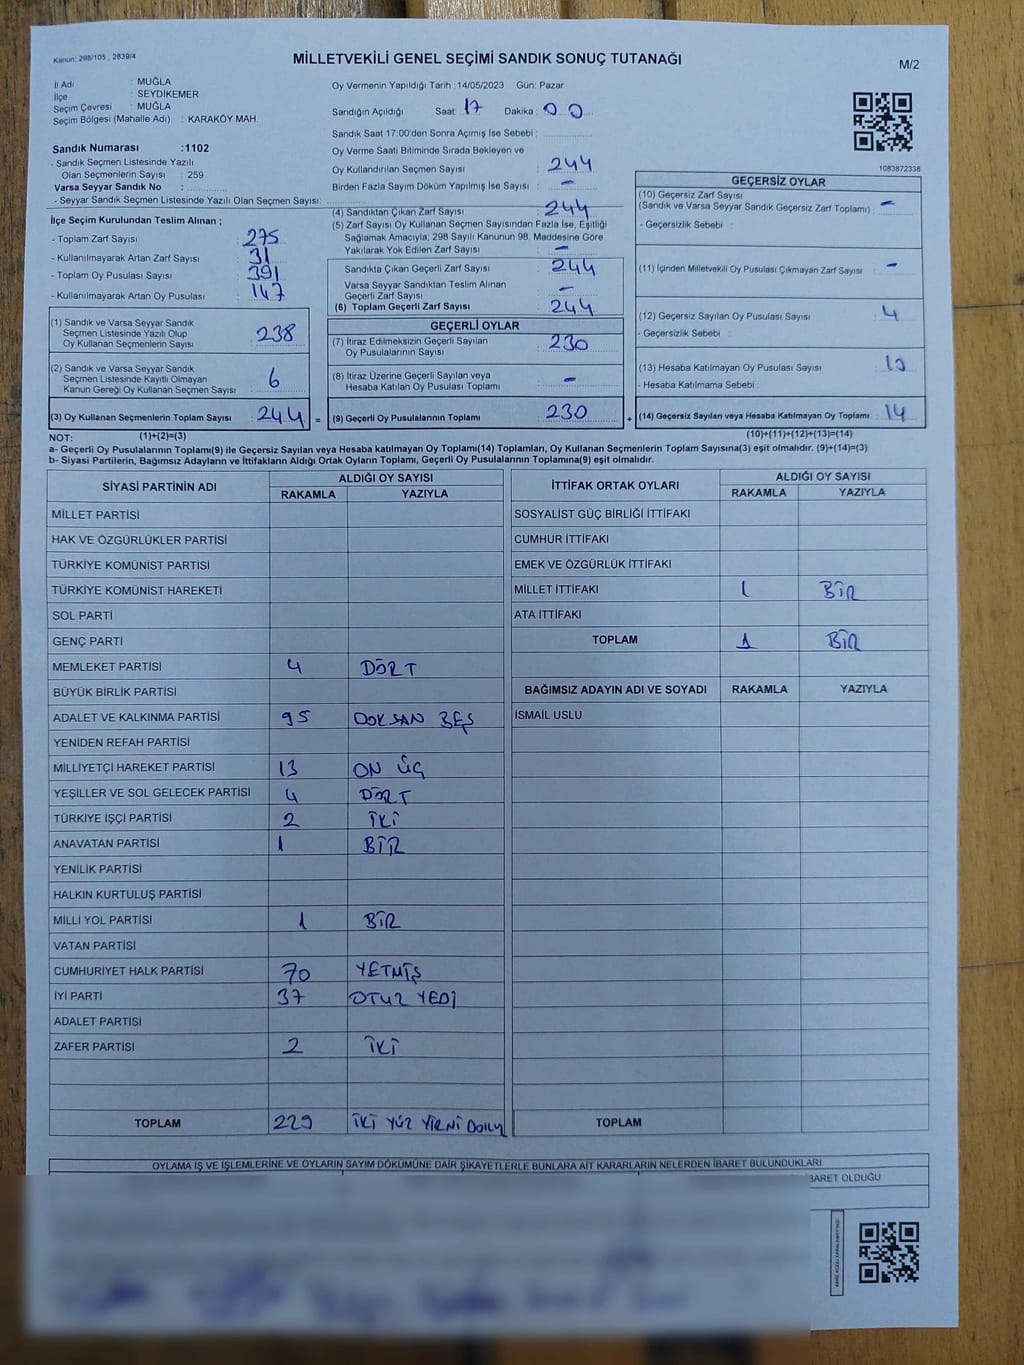 Kanun: 298/105 , 2839/4
MİLLETVEKİLİ GENEL SEÇİMİ SANDIK SONUÇ TUTANAĞI
M/2
İl Adı : MUĞLA
İlçe : SEYDİKEMER
Seçim Çevresi : MUĞLA
Seçim Bölgesi (Mahalle Adı) : KARAKÖY MAH.
Sandık Numarası :1102
- Sandık Seçmen Listesinde Yazılı
Olan Seçmenlerin Sayısı : 259
Varsa Seyyar Sandık No :
- Seyyar Sandık Seçmen Listesinde Yazılı Olan Seçmen Sayısı:
Oy Vermenin Yapıldığı Tarih :14/05/2023 Gün: Pazar
Sandığın Açıldığı Saat: 17 Dakika : 00
Sandık Saat 17:00'den Sonra Açımış İse Sebebi :
Oy Verme Saati Bitiminde Sırada Bekleyen ve
Oy Kullandırılan Seçmen Sayısı : 244
Birden Fazla Sayım Döküm Yapılmış İse Sayısı : -
1083872338
İlçe Seçim Kurulundan Teslim Alınan ;
- Toplam Zarf Sayısı : 275
- Kullanılmayarak Artan Zarf Sayısı : 31
- Toplam Oy Pusulası Sayısı : 391
- Kullanılmayarak Artan Oy Pusulası : 147
(4) Sandıktan Çıkan Zarf Sayısı : 244
(5) Zarf Sayısı Oy Kullanan Seçmen Sayısından Fazla İse, Eşitliği
Sağlamak Amacıyla; 298 Sayılı Kanunun 98. Maddesine Göre
Yakılarak Yok Edilen Zarf Sayısı : -
Sandıkta Çıkan Geçerli Zarf Sayısı : 244
Varsa Seyyar Sandıktan Teslim Alınan
Geçerli Zarf Sayısı : -
(6) Toplam Geçerli Zarf Sayısı : 244
GEÇERSİZ OYLAR
(10) Geçersiz Zarf Sayısı
(Sandık ve Varsa Seyyar Sandık Geçersiz Zarf Toplamı) : -
- Geçersizlik Sebebi :
(11) İçinden Milletvekili Oy Pusulası Çıkmayan Zarf Sayısı : -
(12) Geçersiz Sayılan Oy Pusulası Sayısı : 4
- Geçersizlik Sebebi :
(13) Hesaba Katılmayan Oy Pusulası Sayısı : 10
- Hesaba Katılmama Sebebi :
(14) Geçersiz Sayılan veya Hesaba Katılmayan Oy Toplamı : 14
(10)+(11)+(12)+(13)=(14)
(1) Sandık ve Varsa Seyyar Sandık
Seçmen Listesinde Yazılı Olup
Oy Kullanan Seçmenlerin Sayısı : 238
(2) Sandık ve Varsa Seyyar Sandık
Seçmen Listesinde Kayıtlı Olmayan
Kanun Gereği Oy Kullanan Seçmen Sayısı : 6
(3) Oy Kullanan Seçmenlerin Toplam Sayısı : 244 =
(1)+(2)=(3)
GEÇERLİ OYLAR
(7) İtiraz Edilmeksizin Geçerli Sayılan
Oy Pusulalarının Sayısı : 230
(8) İtiraz Üzerine Geçerli Sayılan veya
Hesaba Katılan Oy Pusulası Toplamı : -
(9) Geçerli Oy Pusulalarının Toplamı : 230 +
NOT:
a- Geçerli Oy Pusulalarının Toplamı(9) ile Geçersiz Sayılan veya Hesaba katılmayan Oy Toplamı(14) Toplamları, Oy Kullanan Seçmenlerin Toplam Sayısına(3) eşit olmalıdır. (9)+(14)=(3)
b- Siyasi Partilerin, Bağımsız Adayların ve İttifakların Aldığı Ortak Oyların Toplamı, Geçerli Oy Pusulalarının Toplamına(9) eşit olmalıdır.
SİYASİ PARTİNİN ADI ALDIĞI OY SAYISI
RAKAMLA YAZIYLA
MİLLET PARTİSİ
HAK VE ÖZGÜRLÜKLER PARTİSİ
TÜRKİYE KOMÜNİST PARTİSİ
TÜRKİYE KOMÜNİST HAREKETİ
SOL PARTİ
GENÇ PARTİ
MEMLEKET PARTİSİ 4 DÖRT
BÜYÜK BİRLİK PARTİSİ
ADALET VE KALKINMA PARTİSİ 95 DOKSAN BEŞ
YENİDEN REFAH PARTİSİ
MİLLİYETÇİ HAREKET PARTİSİ 13 ON ÜÇ
YEŞİLLER VE SOL GELECEK PARTİSİ 4 DÖRT
TÜRKİYE İŞÇİ PARTİSİ 2 İKİ
ANAVATAN PARTİSİ 1 BİR
YENİLİK PARTİSİ
HALKIN KURTULUŞ PARTİSİ
MİLLİ YOL PARTİSİ 1 BİR
VATAN PARTİSİ
CUMHURİYET HALK PARTİSİ 70 YETMİŞ
İYİ PARTİ 37 OTUZ YEDİ
ADALET PARTİSİ
ZAFER PARTİSİ 2 İKİ
TOPLAM 229 İKİ YÜZ YİRMİ DOKUZ
İTTİFAK ORTAK OYLARI ALDIĞI OY SAYISI
RAKAMLA YAZIYLA
SOSYALİST GÜÇ BİRLİĞİ İTTİFAKI
CUMHUR İTTİFAKI
EMEK VE ÖZGÜRLÜK İTTİFAKI
MİLLET İTTİFAKI 1 BİR
ATA İTTİFAKI
TOPLAM 1 BİR
BAĞIMSIZ ADAYIN ADI VE SOYADI RAKAMLA YAZIYLA
İSMAİL USLU
TOPLAM
OYLAMA İŞ VE İŞLEMLERİNE VE OYLARIN SAYIM DÖKÜMÜNE DAİR ŞİKAYETLERLE BUNLARA AİT KARARLARIN NELERDEN İBARET BULUNDUKLARI
BARET OLDUĞU